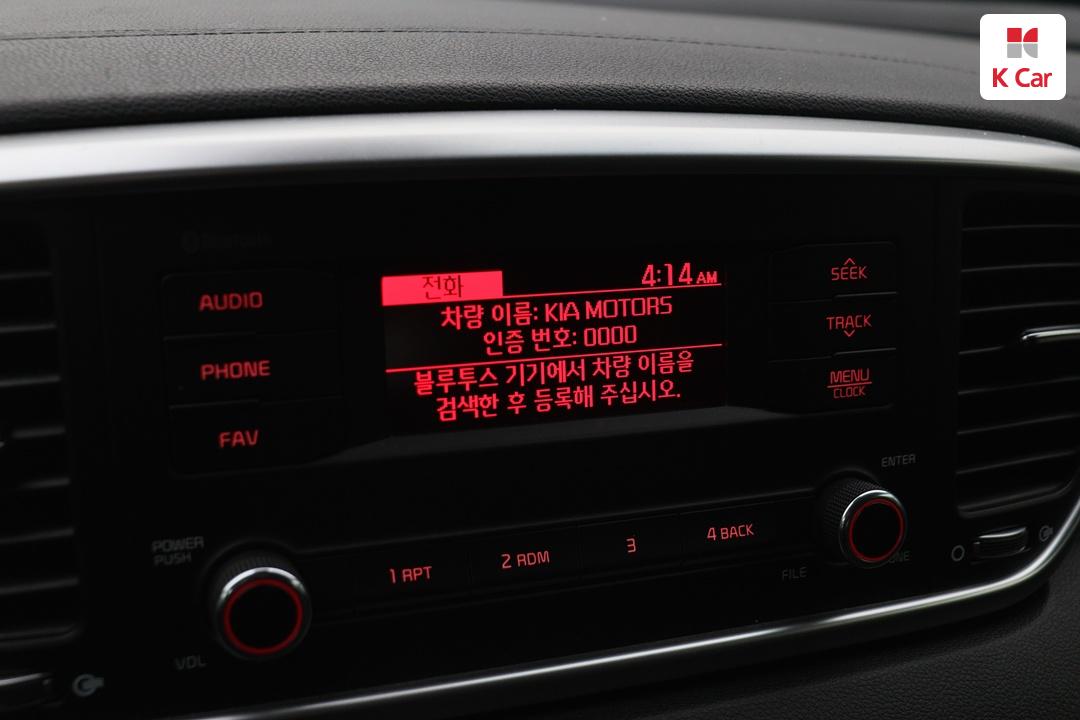 K Car
Bluetooth
AUDIO
PHONE
FAV
전화
4:14 AM
차량 이름: KIA MOTORS
인증 번호: 0000
블루투스 기기에서 차량 이름을
검색한 후 등록해 주십시오.
SEEK
TRACK
MENU
CLOCK
ENTER
POWER
PUSH
VOL
1 RPT
2 RDM
3
4 BACK
FILE